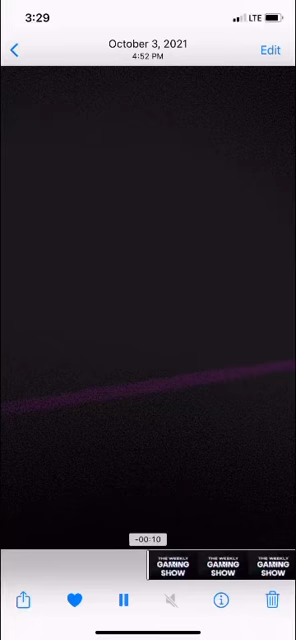 3:29
LTE
October 3, 2021
Edit
4:52 PM
-00:10
THE WEEKLY
GAMING
SHOW
THE WEEKLY
GAMING
SHOW
THE WEEKLY
GAMING
SHOW